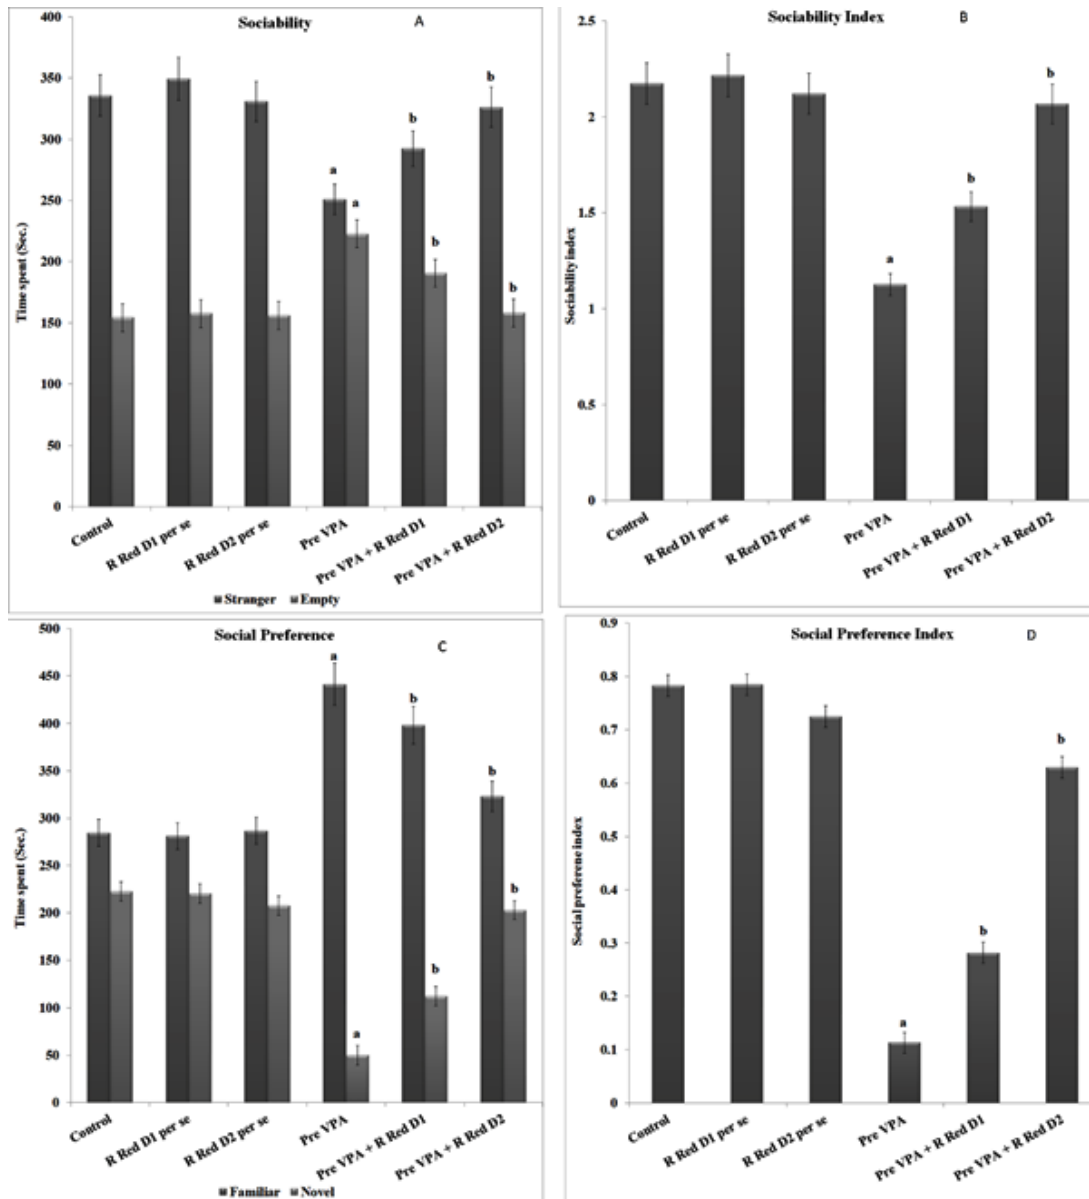 Sociability A
Time spent (Sec.)
400
350
300
250
200
150
100
50
0
a
a
b
b
b
b
Control
R Red D1 per se
R Red D2 per se
Pre VPA
Pre VPA + R Red D1
Pre VPA + R Red D2
Stranger Empty
Sociability Index B
Sociability index
2.5
2
1.5
1
0.5
0
a
b
b
Control
R Red D1 per se
R Red D2 per se
Pre VPA
Pre VPA + R Red D1
Pre VPA + R Red D2
Social Preference C
Time spent (Sec.)
500
450
400
350
300
250
200
150
100
50
0
a
a
b
b
b
b
Control
R Red D1 per se
R Red D2 per se
Pre VPA
Pre VPA + R Red D1
Pre VPA + R Red D2
Familiar Novel
Social Preference Index D
Social preferene index
0.9
0.8
0.7
0.6
0.5
0.4
0.3
0.2
0.1
0
a
b
b
Control
R Red D1 per se
R Red D2 per se
Pre VPA
Pre VPA + R Red D1
Pre VPA + R Red D2